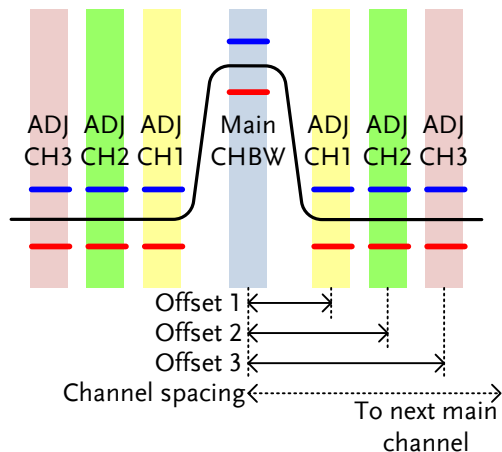 ADJ ADJ ADJ Main ADJ ADJ ADJ
CH3 CH2 CH1 CHBW CH1 CH2 CH3
Offset 1
Offset 2
Offset 3
Channel spacing
To next main
channel